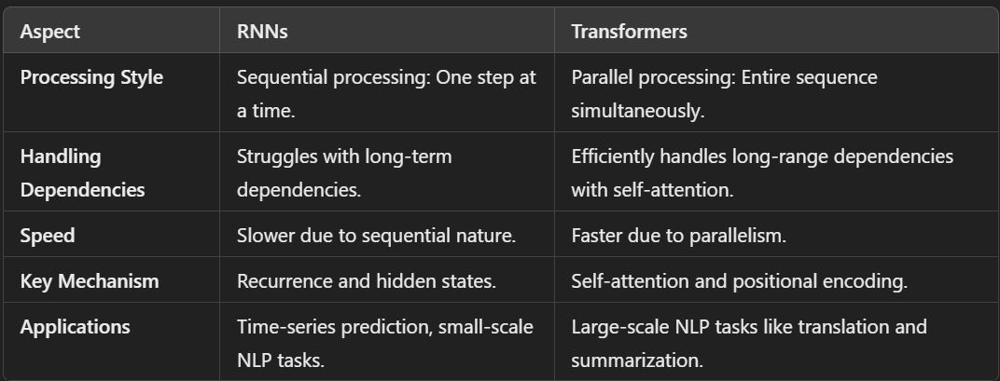 Aspect RNNs Transformers
Processing Style Sequential processing: One step at Parallel processing: Entire sequence
a time. simultaneously.
Handling Struggles with long-term Efficiently handles long-range dependencies
Dependencies dependencies. with self-attention.
Speed Slower due to sequential nature. Faster due to parallelism.
Key Mechanism Recurrence and hidden states. Self-attention and positional encoding.
Applications Time-series prediction, small-scale Large-scale NLP tasks like translation and
NLP tasks. summarization.